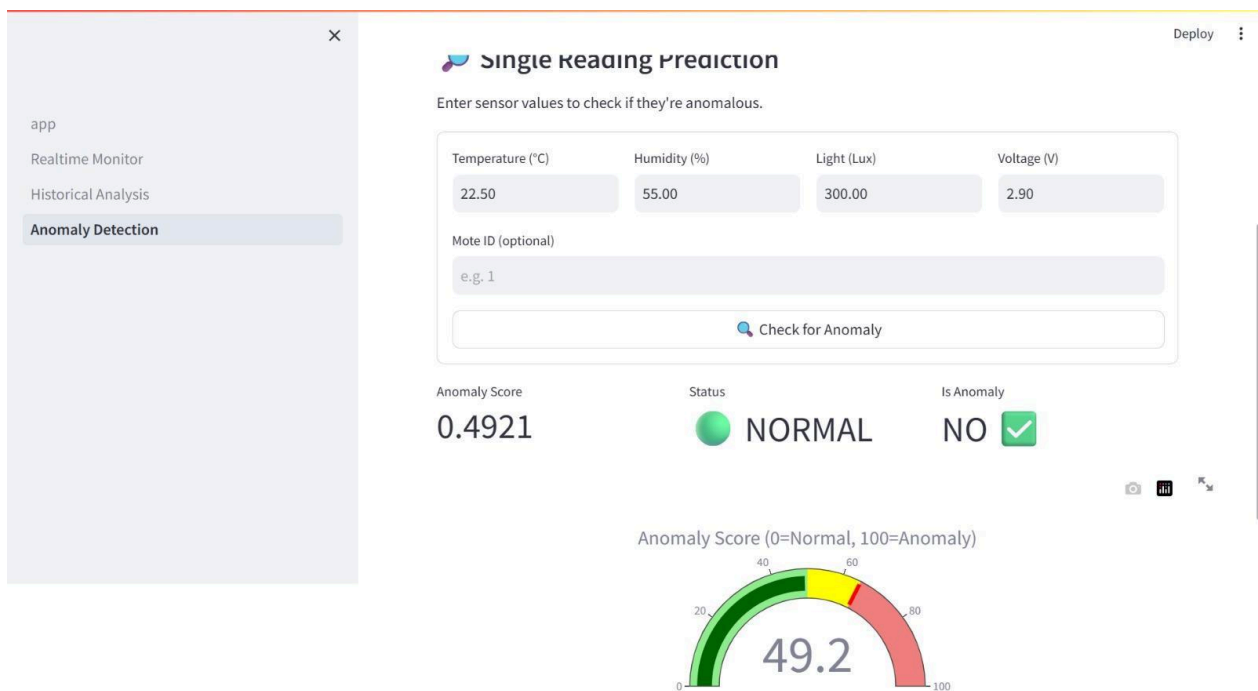 Deploy
app
Realtime Monitor
Historical Analysis
Anomaly Detection
Single Reading Prediction
Enter sensor values to check if they're anomalous.
Temperature (°C) Humidity (%) Light (Lux) Voltage (V)
22.50 55.00 300.00 2.90
Mote ID (optional)
e.g. 1
Check for Anomaly
Anomaly Score Status Is Anomaly
0.4921 NORMAL NO
Anomaly Score (0=Normal, 100=Anomaly)
40 60
20 80
49.2
0 100